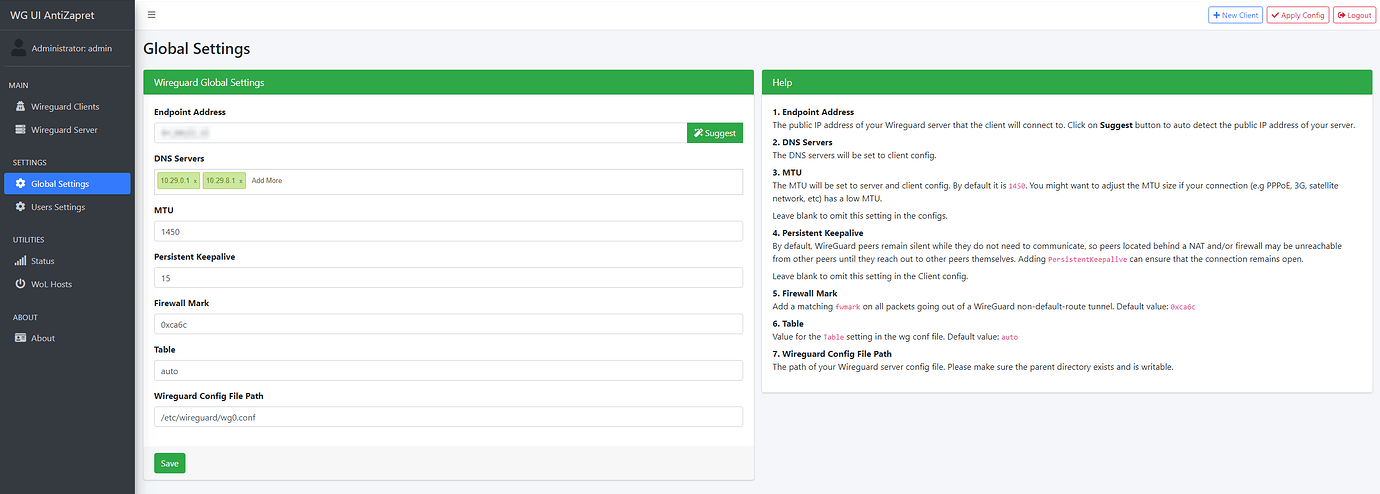 WG UI AntiZapret
New Client
Apply Config
Logout
Administrator: admin
MAIN
Wireguard Clients
Wireguard Server
SETTINGS
Global Settings
Users Settings
UTILITIES
Status
WoL Hosts
ABOUT
About
Global Settings
Wireguard Global Settings
Endpoint Address
Suggest
DNS Servers
10.29.0.1 x 10.29.8.1 x Add More
MTU
1450
Persistent Keepalive
15
Firewall Mark
0xca6c
Table
auto
Wireguard Config File Path
/etc/wireguard/wg0.conf
Save
Help
1. Endpoint Address
The public IP address of your Wireguard server that the client will connect to. Click on Suggest button to auto detect the public IP address of your server.
2. DNS Servers
The DNS servers will be set to client config.
3. MTU
The MTU will be set to server and client config. By default it is 1450. You might want to adjust the MTU size if your connection (e.g PPPoE, 3G, satellite
network, etc) has a low MTU.
Leave blank to omit this setting in the configs.
4. Persistent Keepalive
By default, WireGuard peers remain silent while they do not need to communicate, so peers located behind a NAT and/or firewall may be unreachable
from other peers until they reach out to other peers themselves. Adding PersistentKeepalive can ensure that the connection remains open.
Leave blank to omit this setting in the Client config.
5. Firewall Mark
Add a matching fwmark on all packets going out of a WireGuard non-default-route tunnel. Default value: 0xca6c
6. Table
Value for the Table setting in the wg conf file. Default value: auto
7. Wireguard Config File Path
The path of your Wireguard server config file. Please make sure the parent directory exists and is writable.